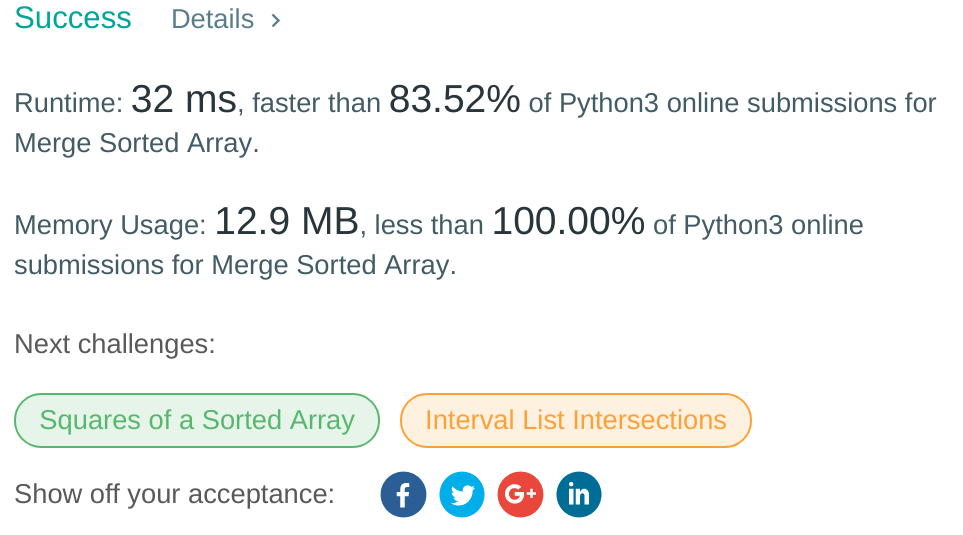 Success Details >
Runtime: 32 ms, faster than 83.52% of Python3 online submissions for
Merge Sorted Array.
Memory Usage: 12.9 MB, less than 100.00% of Python3 online
submissions for Merge Sorted Array.
Next challenges:
Squares of a Sorted Array Interval List Intersections
Show off your acceptance: f G+ in